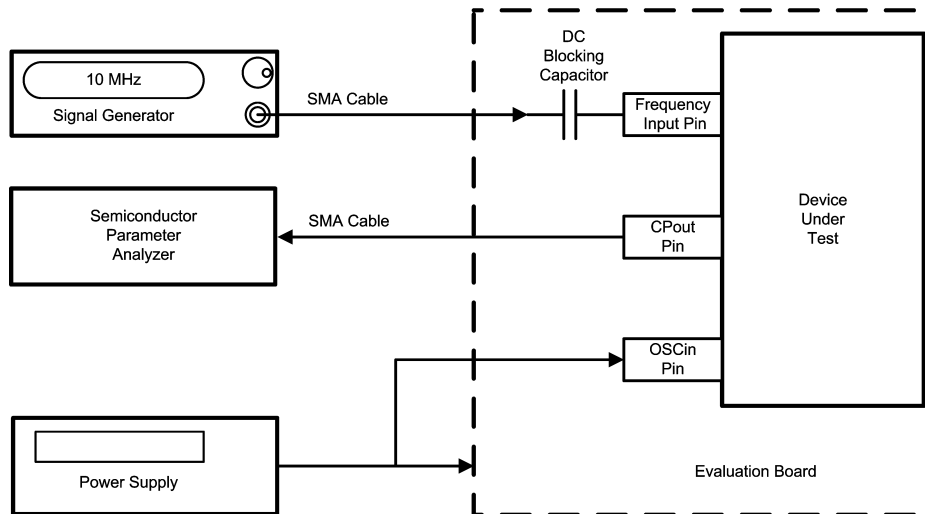 10 MHz
Signal Generator
SMA Cable
DC
Blocking
Capacitor
Frequency
Input Pin
Semiconductor
Parameter
Analyzer
SMA Cable
CPout
Pin
Device
Under
Test
OSCin
Pin
Power Supply
Evaluation Board